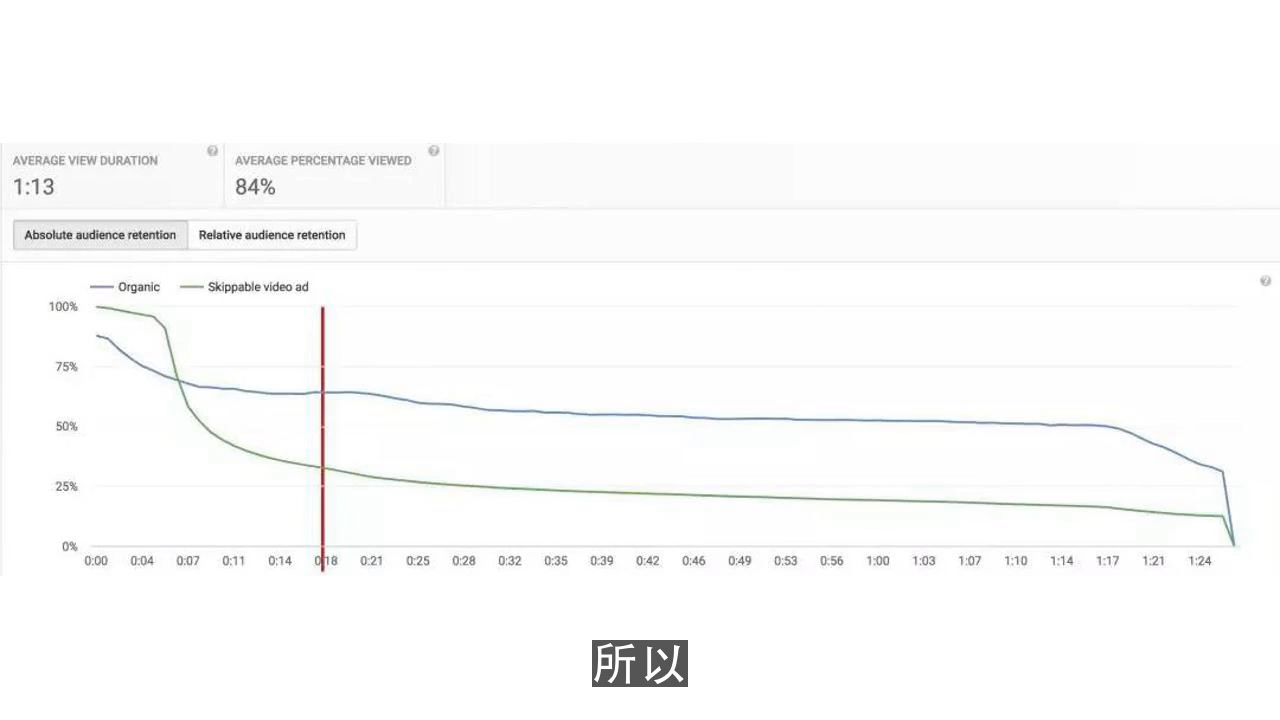 AVERAGE VIEW DURATION
1:13
AVERAGE PERCENTAGE VIEWED
84%
Absolute audience retention
Relative audience retention
Organic
Skippable video ad
100%
75%
50%
25%
0%
0:00 0:04 0:07 0:11 0:14 0:18 0:21 0:25 0:28 0:32 0:35 0:39 0:42 0:46 0:49 0:53 0:56 1:00 1:03 1:07 1:10 1:14 1:17 1:21 1:24
所以